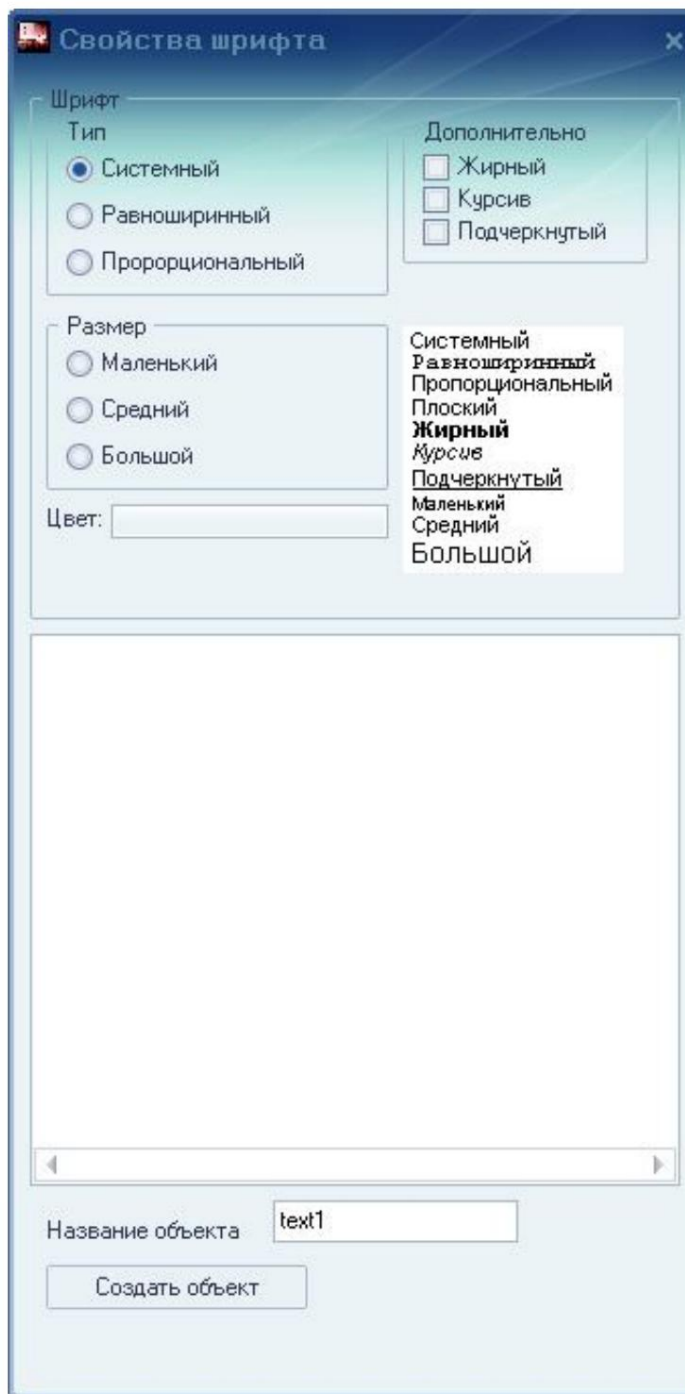 Свойства шрифта
Шрифт
Тип
Системный
Равноширинный
Пророрциональный
Дополнительно
Жирный
Курсив
Подчеркнутый
Размер
Маленький
Средний
Большой
Цвет:
Системный
Равноширинный
Пропорциональный
Плоский
Жирный
Курсив
Подчеркнутый
Маленький
Средний
Большой
Название объекта text1
Создать объект